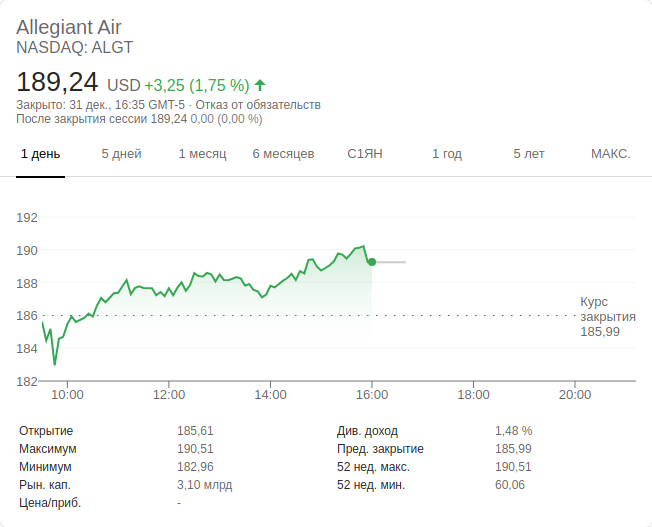 Allegiant Air
NASDAQ: ALGT
189,24 USD +3,25 (1,75 %)
Закрыто: 31 дек., 16:35 GMT-5 · Отказ от обязательств
После закрытия сессии 189,24 0,00 (0,00 %)
1 день 5 дней 1 месяц 6 месяцев С1ЯН 1 год 5 лет МАКС.
192
190
188
186
184
182
Курс
закрытия
185,99
10:00 12:00 14:00 16:00 18:00 20:00
Открытие 185,61 Див. доход 1,48 %
Максимум 190,51 Пред. закрытие 185,99
Минимум 182,96 52 нед. макс. 190,51
Рын. кап. 3,10 млрд 52 нед. мин. 60,06
Цена/приб. -